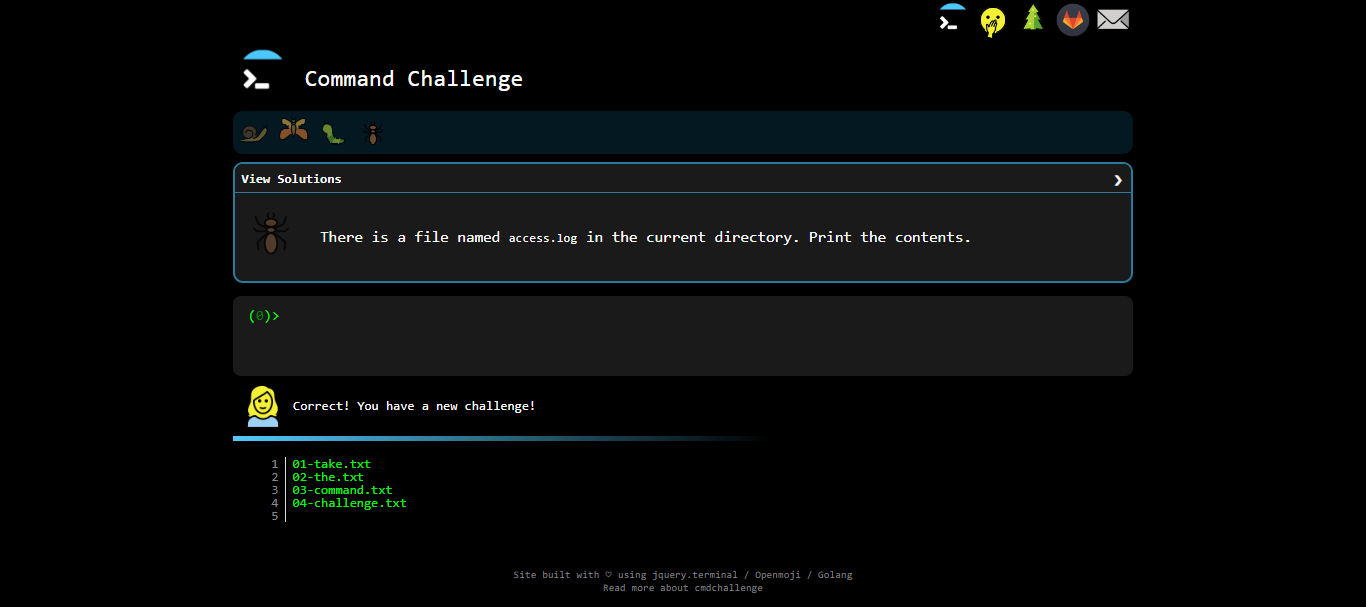 Command Challenge
View Solutions
There is a file named access.log in the current directory. Print the contents.
(0)>
Correct! You have a new challenge!
1 01-take.txt
2 02-the.txt
3 03-command.txt
4 04-challenge.txt
5
Site built with ♡ using jquery.terminal / Openmoji / Golang
Read more about cmdchallenge